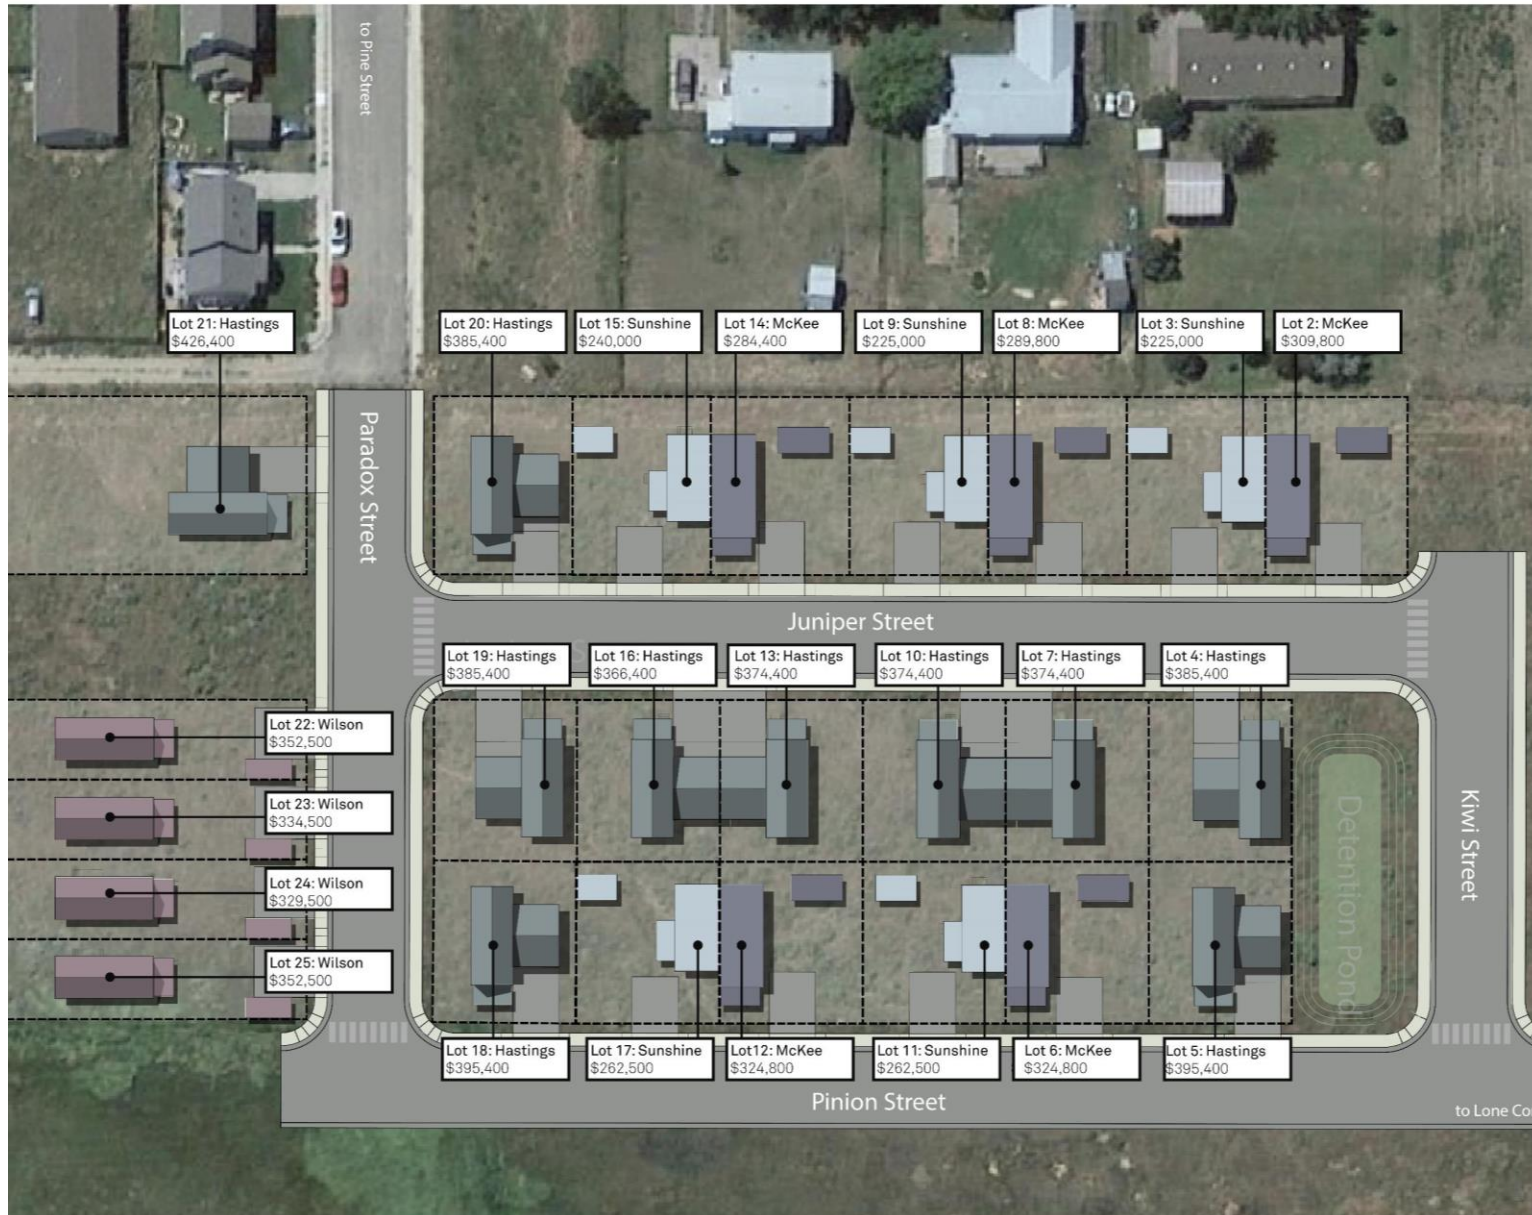 to Pine Street
Lot 21: Hastings
$426,400
Lot 20: Hastings
$385,400
Lot 15: Sunshine
$240,000
Lot 14: McKee
$284,400
Lot 9: Sunshine
$225,000
Lot 8: McKee
$289,800
Lot 3: Sunshine
$225,000
Lot 2: McKee
$309,800
Paradox Street
Juniper Street
Lot 19: Hastings
$385,400
Lot 16: Hastings
$366,400
Lot 13: Hastings
$374,400
Lot 10: Hastings
$374,400
Lot 7: Hastings
$374,400
Lot 4: Hastings
$385,400
Lot 22: Wilson
$352,500
Lot 23: Wilson
$334,500
Lot 24: Wilson
$329,500
Lot 25: Wilson
$352,500
Detention Pond
Kiwi Street
Lot 18: Hastings
$395,400
Lot 17: Sunshine
$262,500
Lot12: McKee
$324,800
Lot 11: Sunshine
$262,500
Lot 6: McKee
$324,800
Lot 5: Hastings
$395,400
Pinion Street
to Lone Co